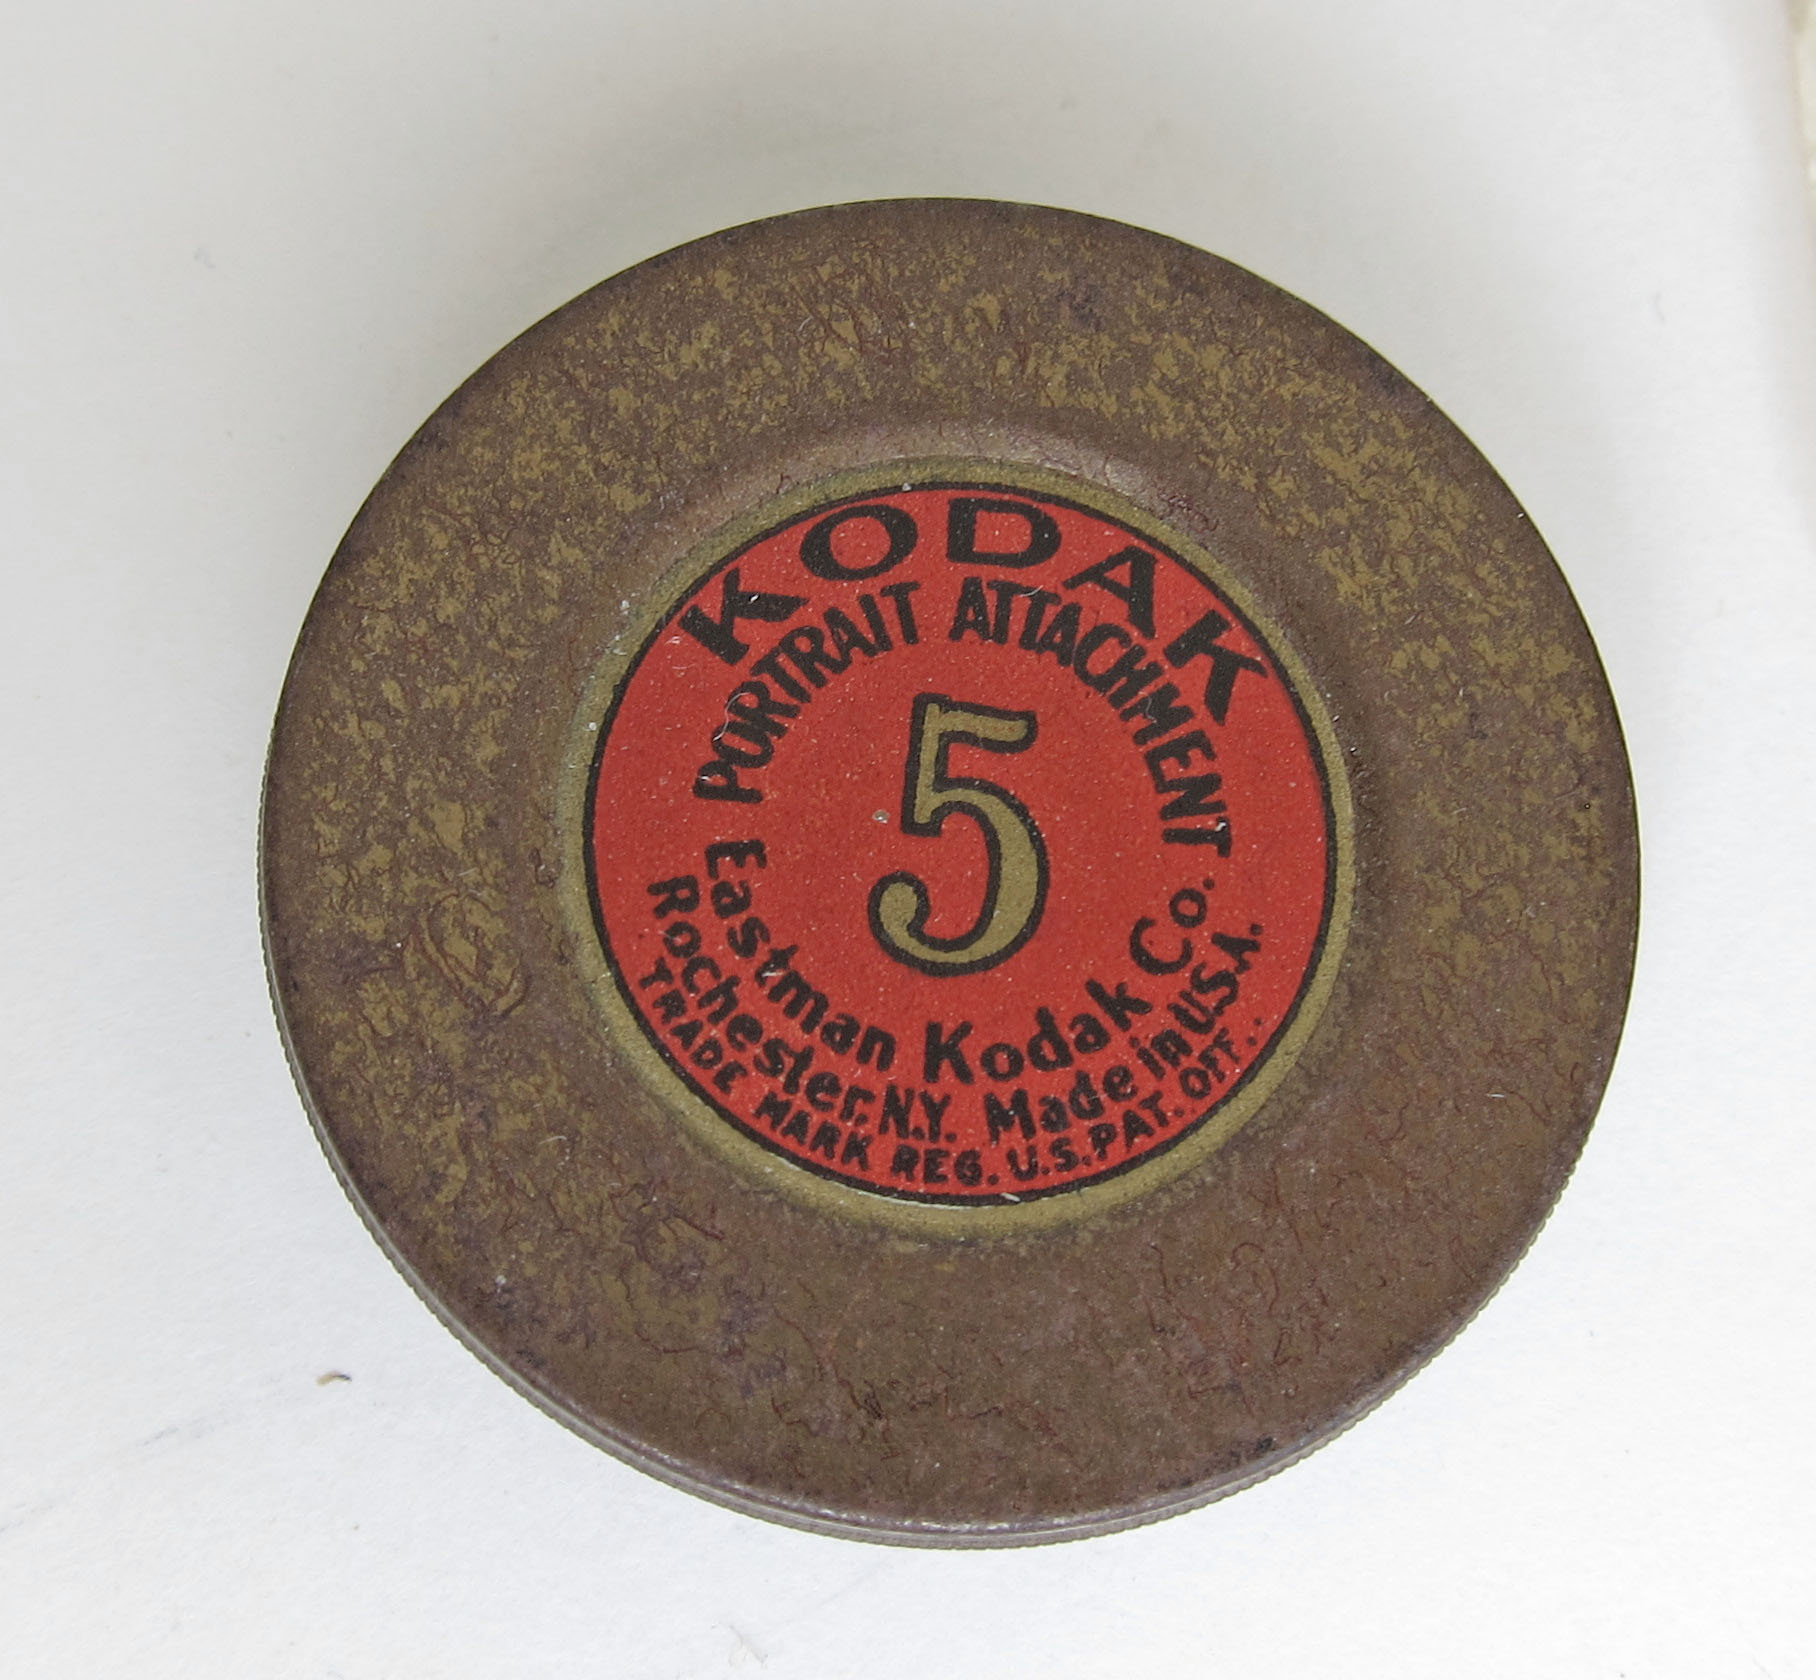 KODAK
PORTRAIT ATTACHMENT
5
Eastman Kodak Co.
Rochester, N.Y. Made in U.S.A.
TRADE MARK REG. U.S. PAT. OFF.